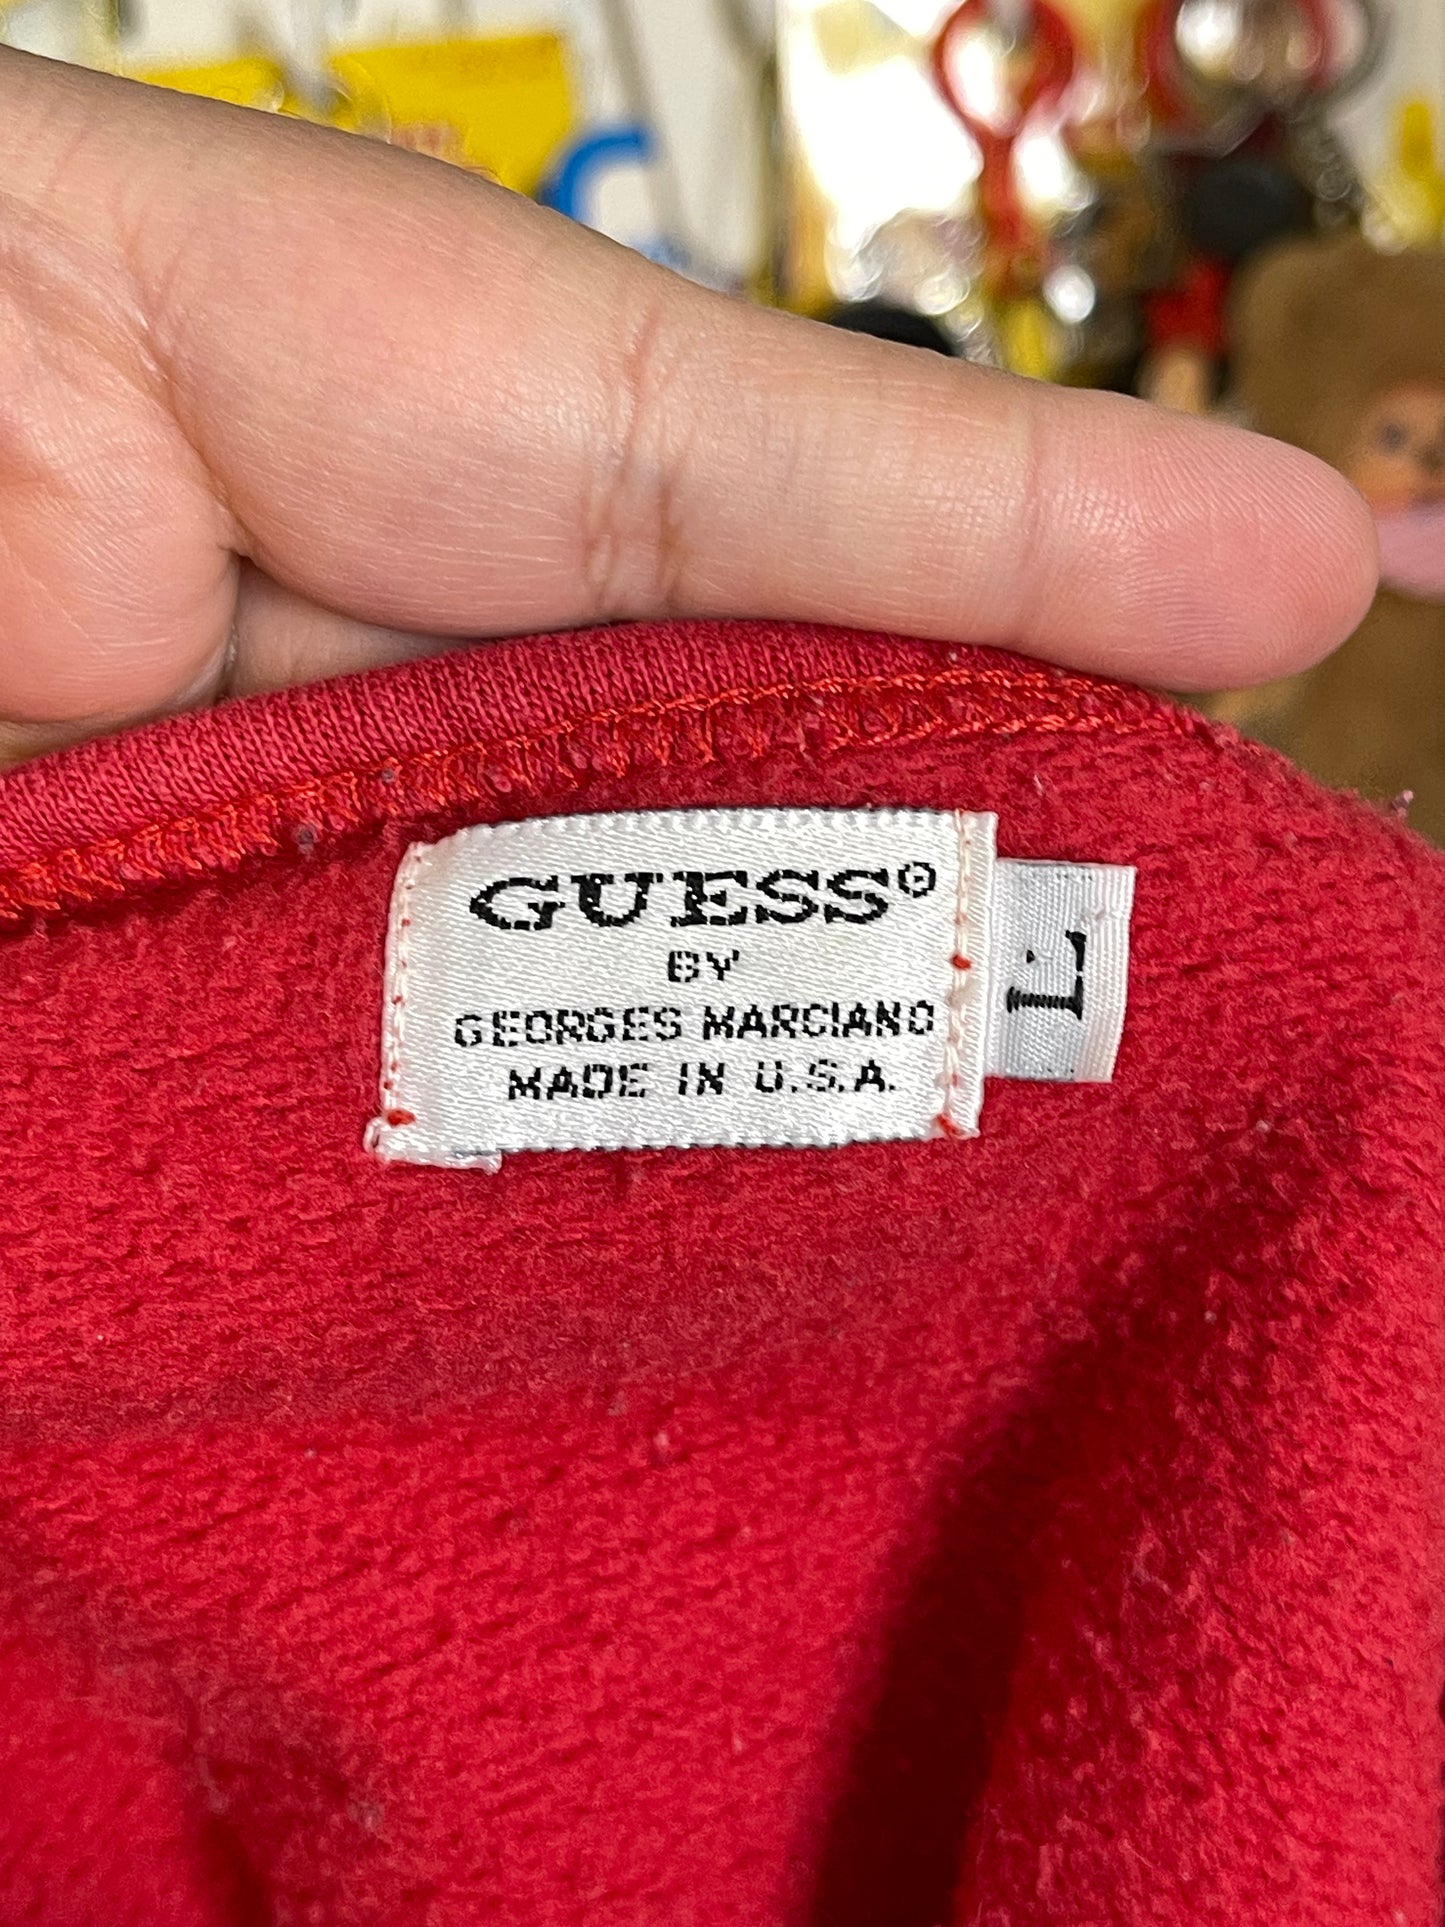 GUESS®
BY
GEORGES MARCIANO
MADE IN U.S.A.
L